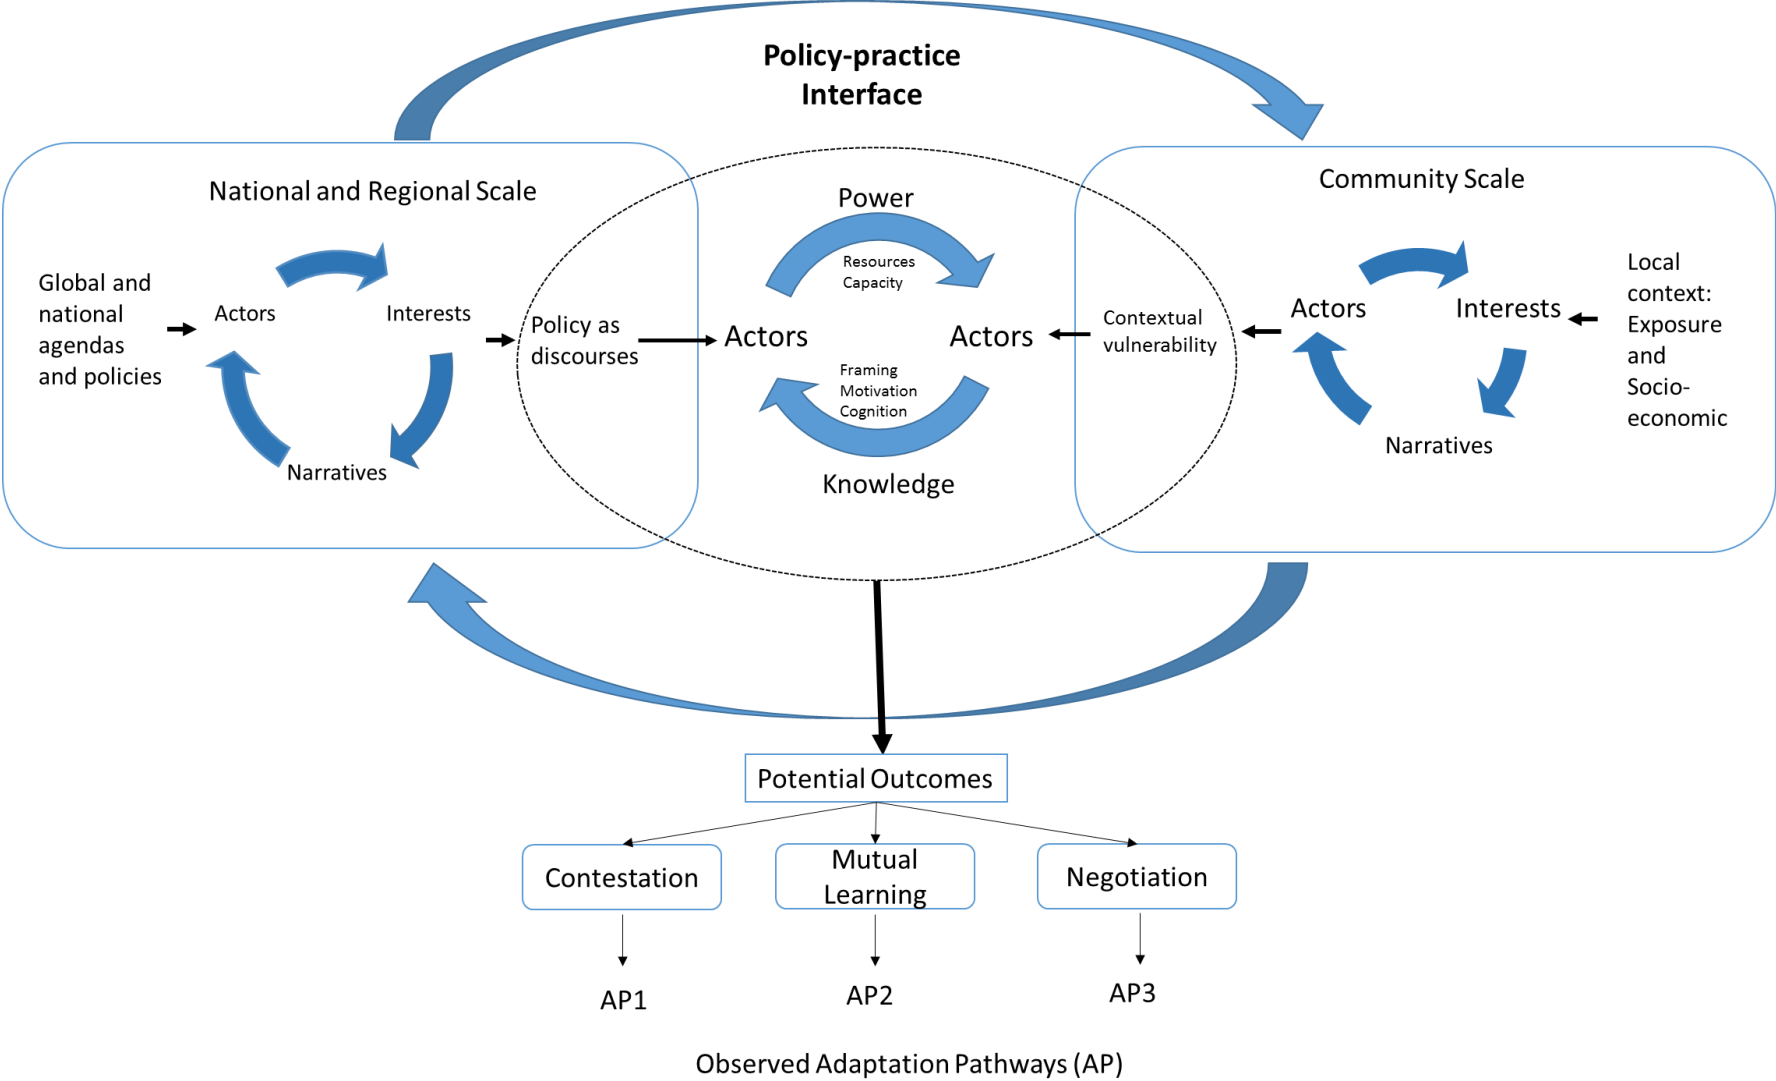 Policy-practice
Interface
National and Regional Scale
Global and
national
agendas
and policies
Actors
Interests
Narratives
Policy as
discourses
Power
Resources
Capacity
Actors
Actors
Framing
Motivation
Cognition
Knowledge
Contextual
vulnerability
Community Scale
Actors
Interests
Narratives
Local
context:
Exposure
and
Socio-
economic
Potential Outcomes
Contestation
Mutual
Learning
Negotiation
AP1
AP2
AP3
Observed Adaptation Pathways (AP)